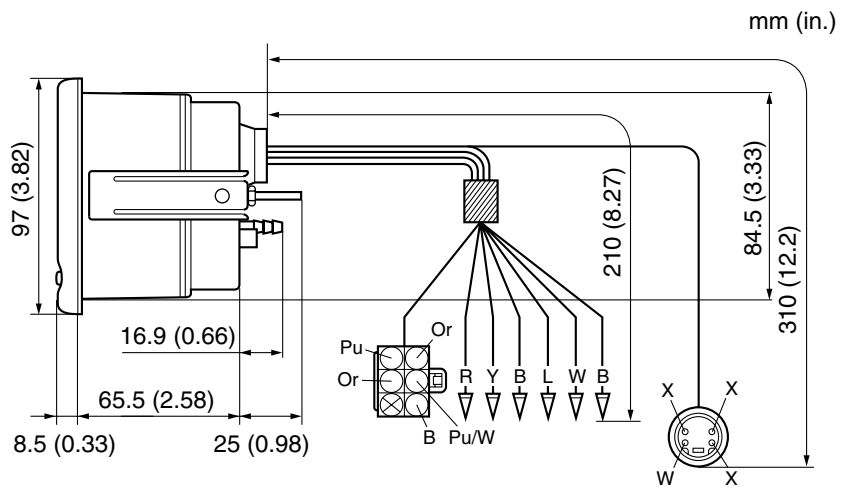 mm (in.)
97 (3.82)
84.5 (3.33)
210 (8.27)
310 (12.2)
16.9 (0.66)
65.5 (2.58)
8.5 (0.33)
25 (0.98)
Pu
Or
Or
B
Pu/W
R Y B L W B
X X
W X